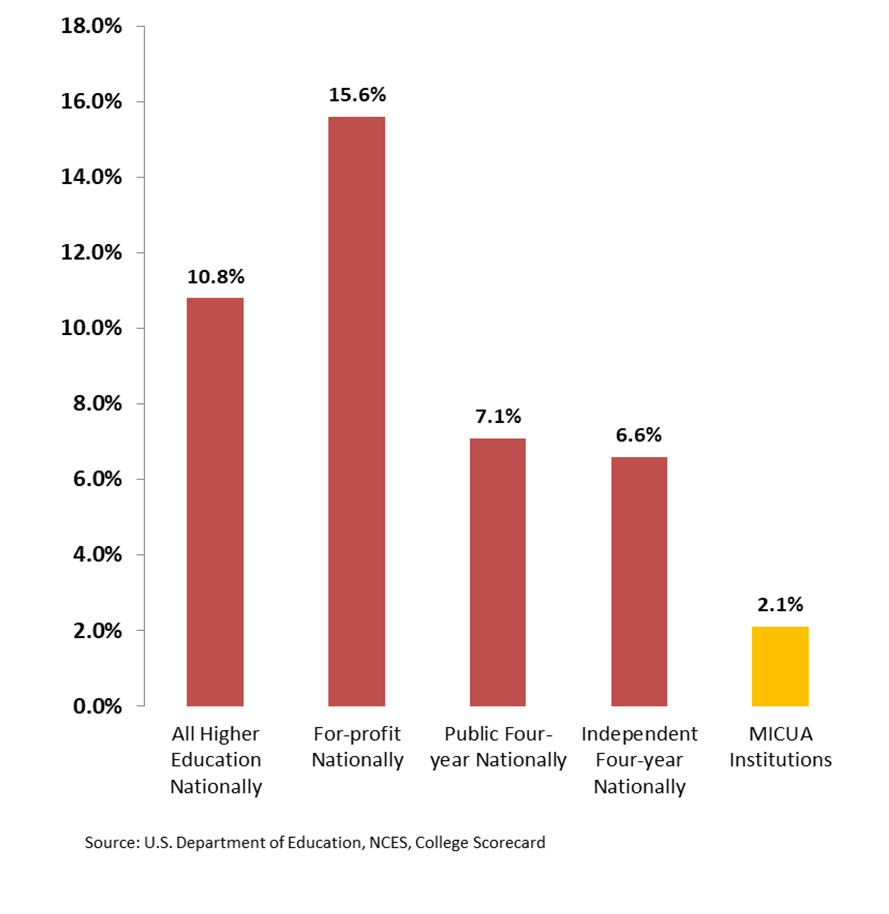 18.0%
16.0%
14.0%
12.0%
10.0%
8.0%
6.0%
4.0%
2.0%
0.0%
10.8%
15.6%
7.1%
6.6%
2.1%
All Higher
Education
Nationally
For-profit
Nationally
Public Four-
year Nationally
Independent
Four-year
Nationally
MICUA
Institutions
Source: U.S. Department of Education, NCES, College Scorecard